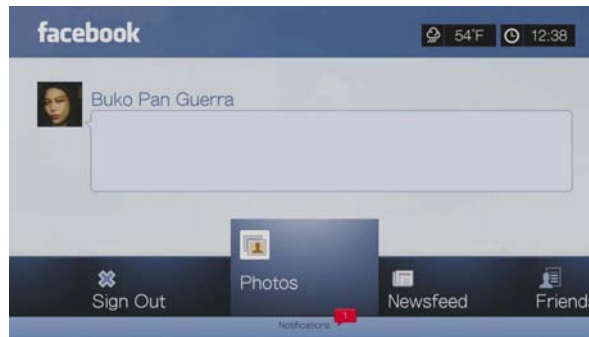 facebook
54°F
12:38
Buko Pan Guerra
Sign Out
Photos
Newsfeed
Friend
Notifications
1